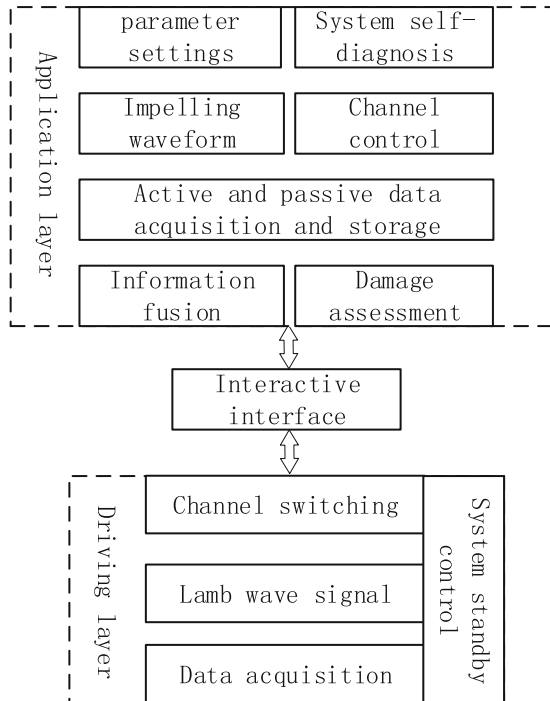 Application layer
parameter
settings
System self-
diagnosis
Impelling
waveform
Channel
control
Active and passive data
acquisition and storage
Information
fusion
Damage
assessment
Interactive
interface
Driving layer
Channel switching
Lamb wave signal
Data acquisition
System standby
control